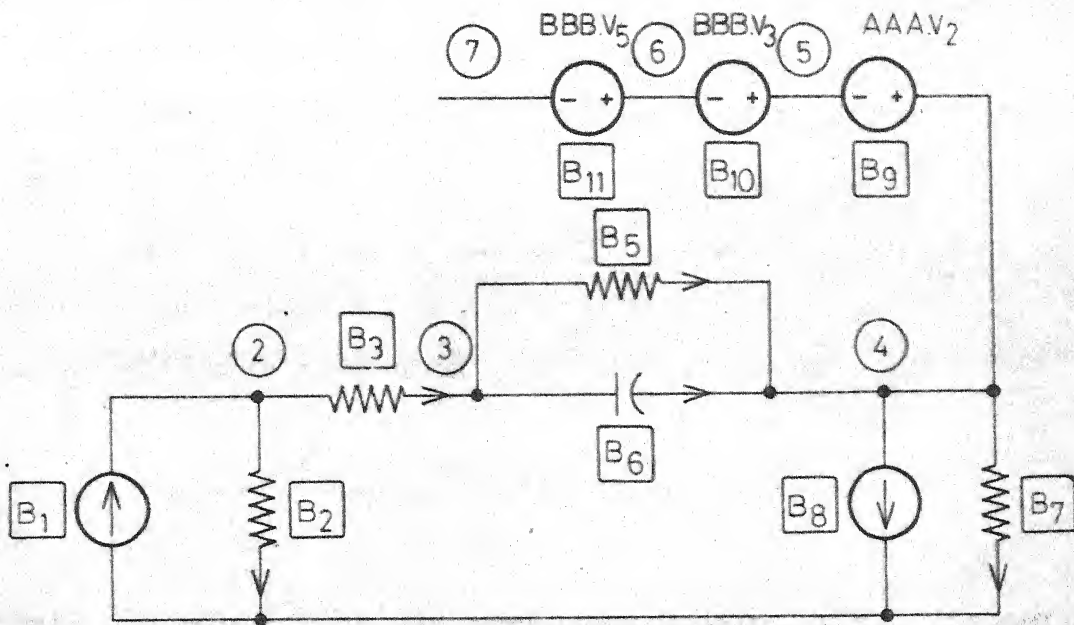 BBB.V5 BBB.V3 AAA.V2
7 6 5
- + - + - +
B11 B10 B9
B5
2 B3 3 4
B6
B1 B2 B8 B7